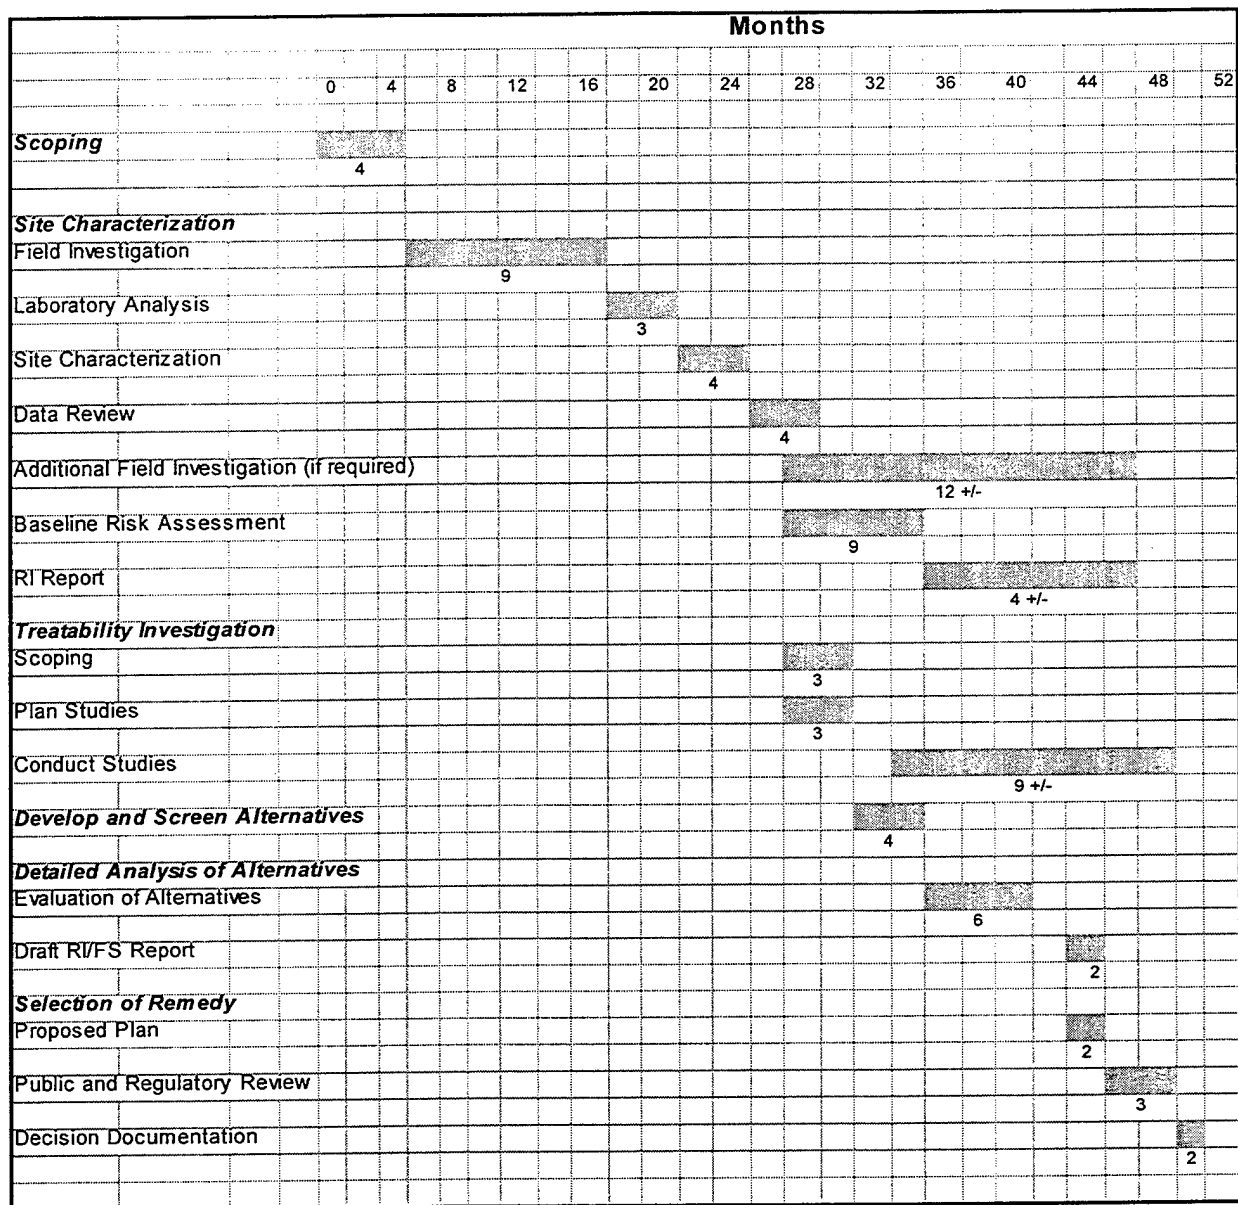 Months
0 4 8 12 16 20 24 28 32 36 40 44 48 52
Scoping
4
Site Characterization
Field Investigation
9
Laboratory Analysis
3
Site Characterization
4
Data Review
4
Additional Field Investigation (if required)
12 +/-
Baseline Risk Assessment
9
RI Report
4 +/-
Treatability Investigation
Scoping
3
Plan Studies
3
Conduct Studies
9 +/-
Develop and Screen Alternatives
4
Detailed Analysis of Alternatives
Evaluation of Alternatives
6
Draft RI/FS Report
2
Selection of Remedy
Proposed Plan
2
Public and Regulatory Review
3
Decision Documentation
2